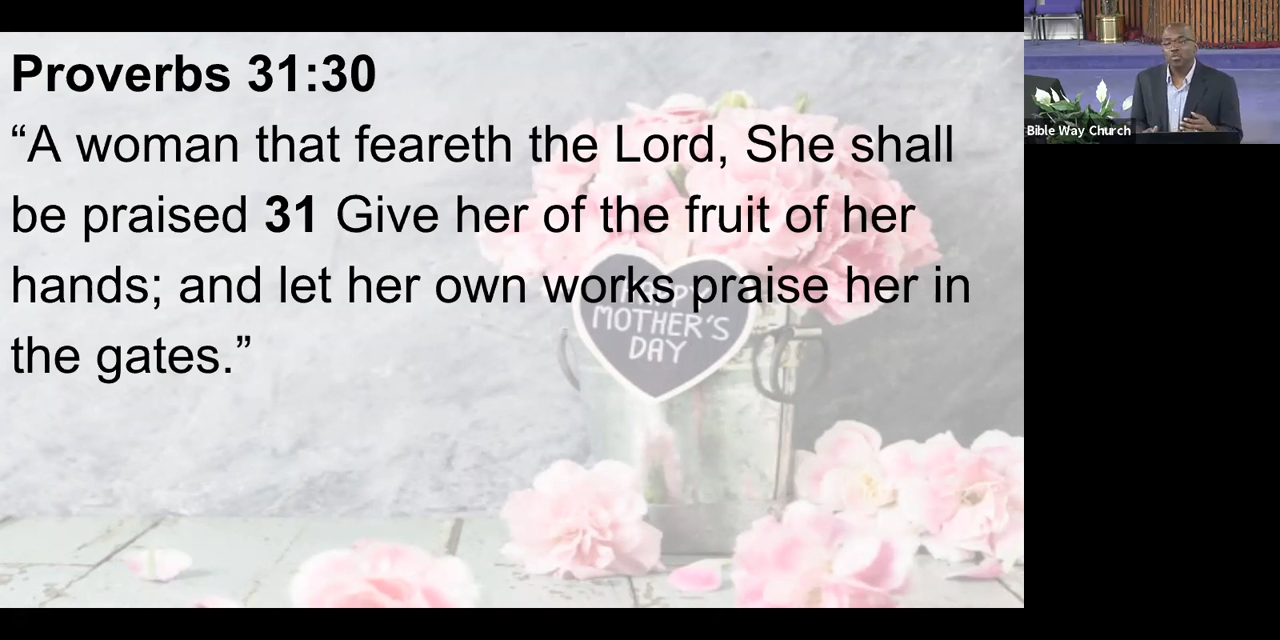 Proverbs 31:30
“A woman that feareth the Lord, She shall
be praised 31 Give her of the fruit of her
hands; and let her own works praise her in
the gates.”
HAPPY
MOTHER'S
DAY
Bible Way Church